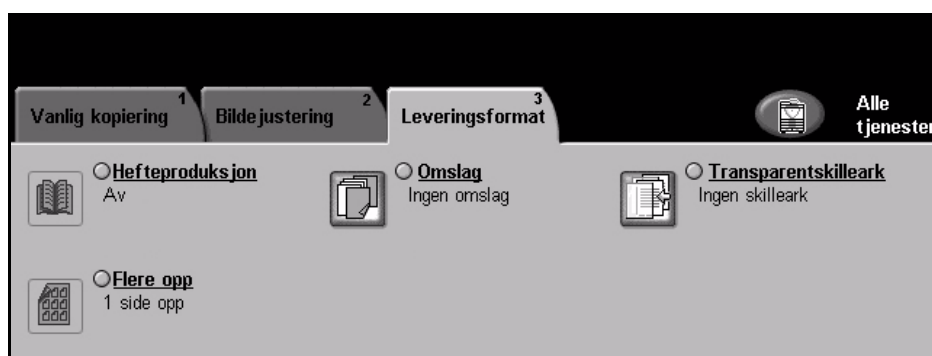 Vanlig kopiering 1
Bildejustering 2
Leveringsformat 3
Alle
tjenester
Hefteproduksjon
Av
Omslag
Ingen omslag
Transparentskilleark
Ingen skilleark
Flere opp
1 side opp